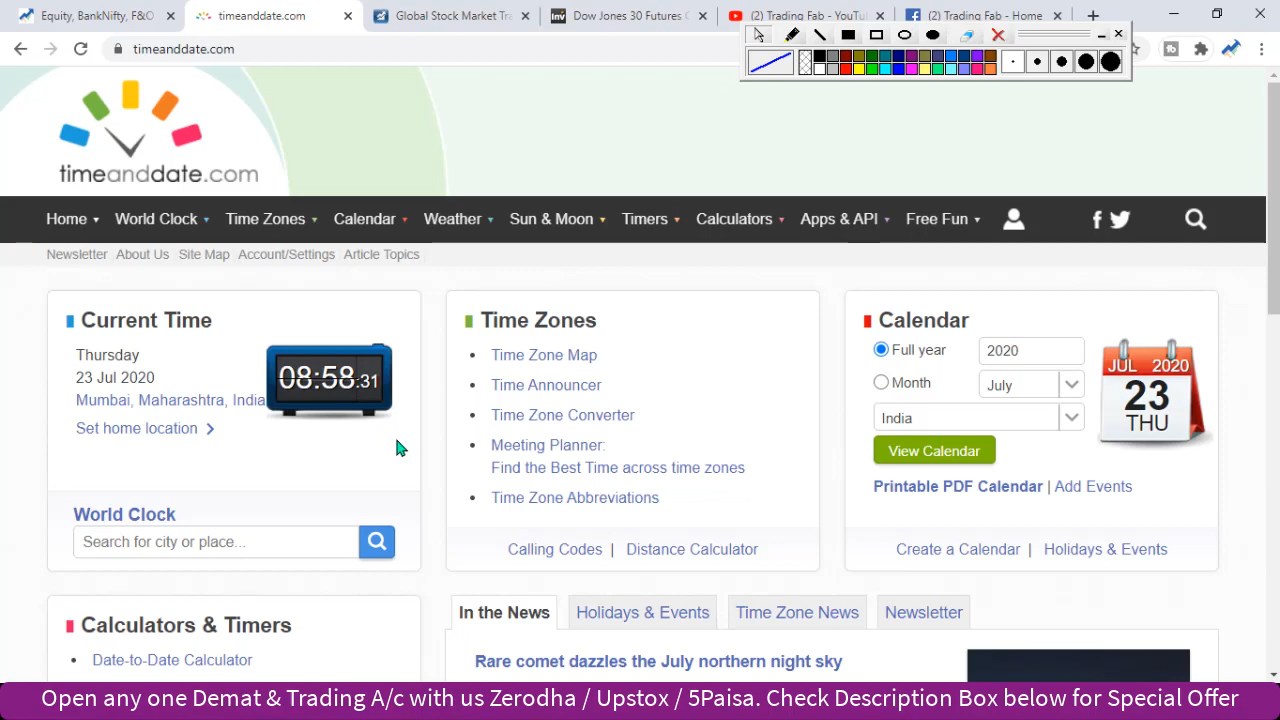 Equity, BankNifty, F&O
timeanddate.com
Global Stock Market Tr
Dow Jones 30 Futures
(2) Trading Fab - YouTu
(2) Trading Fab - Home
timeanddate.com
timeanddate.com
Home World Clock Time Zones Calendar Weather Sun & Moon Timers Calculators Apps & API Free Fun
Newsletter About Us Site Map Account/Settings Article Topics
Current Time
Thursday
23 Jul 2020
Mumbai, Maharashtra, India
Set home location
08:58:31
World Clock
Search for city or place...
Time Zones
Time Zone Map
Time Announcer
Time Zone Converter
Meeting Planner:
Find the Best Time across time zones
Time Zone Abbreviations
Calling Codes | Distance Calculator
Calendar
Full year 2020
Month July
India
View Calendar
JUL 2020
23
THU
Printable PDF Calendar | Add Events
Create a Calendar | Holidays & Events
Calculators & Timers
Date-to-Date Calculator
In the News Holidays & Events Time Zone News Newsletter
Rare comet dazzles the July northern night sky
Open any one Demat & Trading A/c with us Zerodha / Upstox / 5Paisa. Check Description Box below for Special Offer